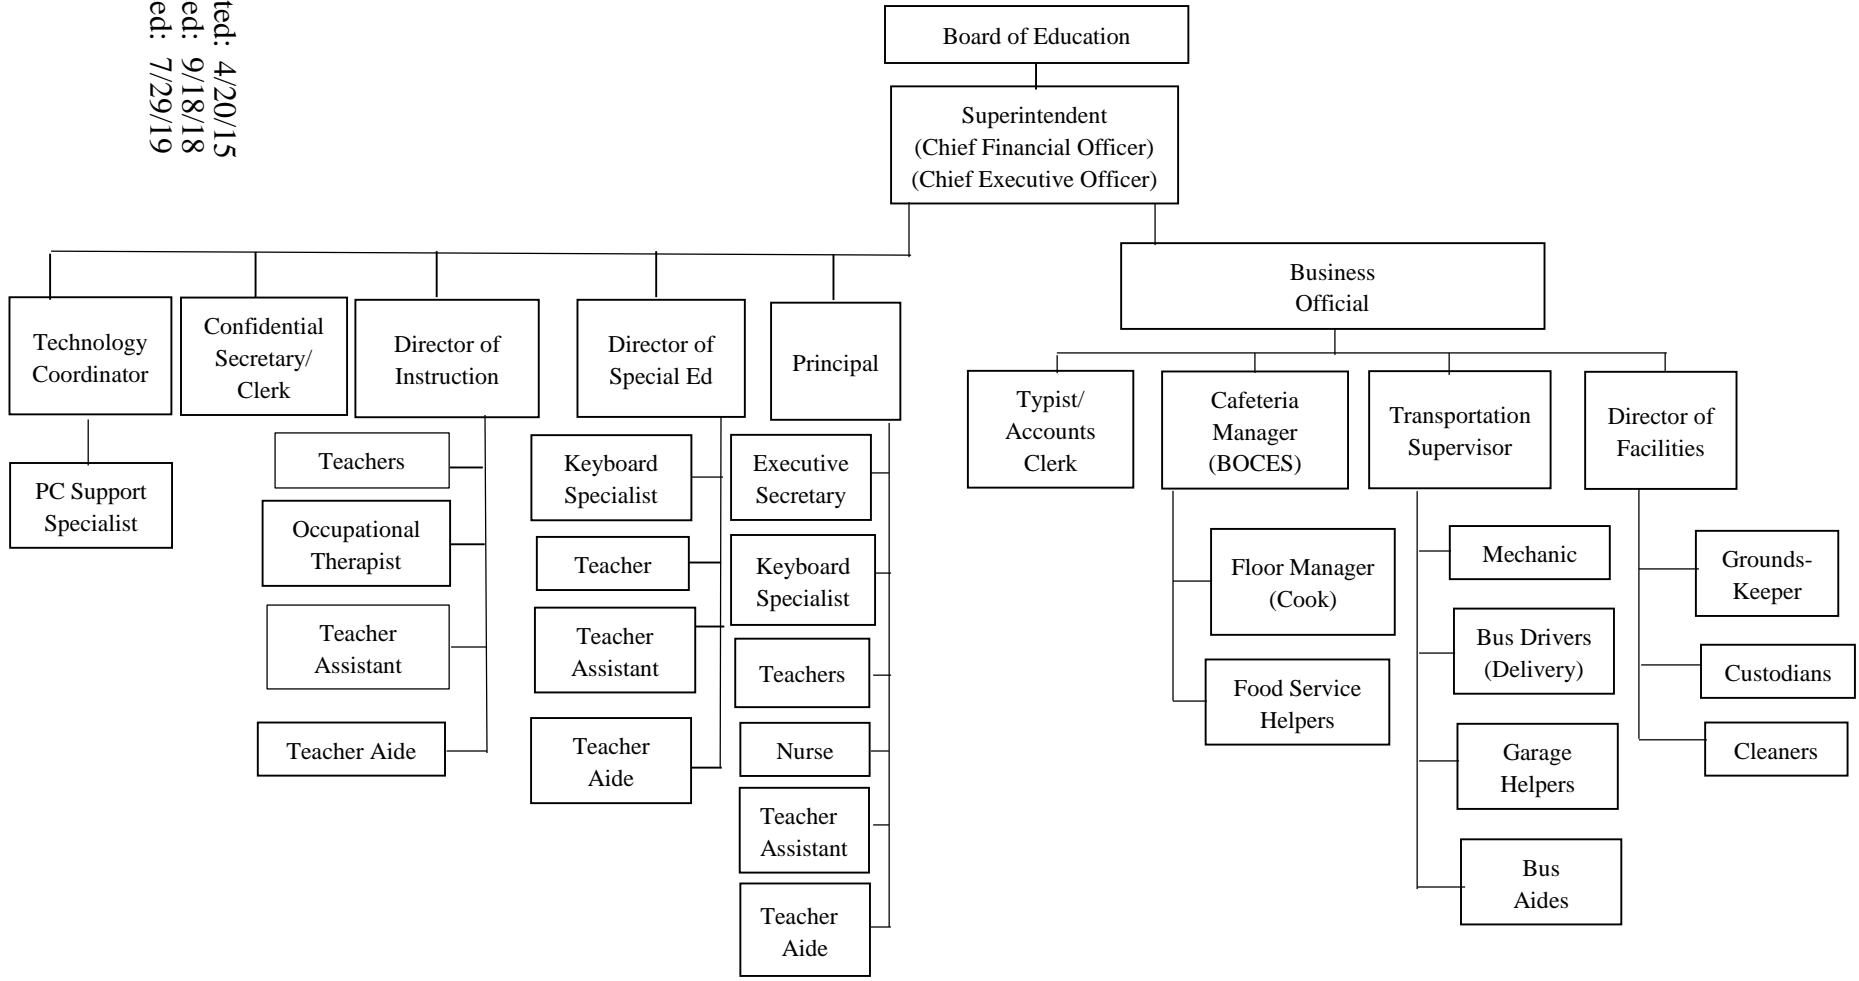 ted: 4/20/15
ed: 9/18/18
ed: 7/29/19
Board of Education
Superintendent
(Chief Financial Officer)
(Chief Executive Officer)
Business
Official
Technology
Coordinator
Confidential
Secretary/
Clerk
Director of
Instruction
Director of
Special Ed
Principal
Typist/
Accounts
Clerk
Cafeteria
Manager
(BOCES)
Transportation
Supervisor
Director of
Facilities
PC Support
Specialist
Teachers
Occupational
Therapist
Teacher
Assistant
Teacher Aide
Keyboard
Specialist
Teacher
Teacher
Assistant
Teacher
Aide
Executive
Secretary
Keyboard
Specialist
Teachers
Nurse
Teacher
Assistant
Teacher
Aide
Floor Manager
(Cook)
Food Service
Helpers
Mechanic
Bus Drivers
(Delivery)
Garage
Helpers
Bus
Aides
Grounds-
Keeper
Custodians
Cleaners